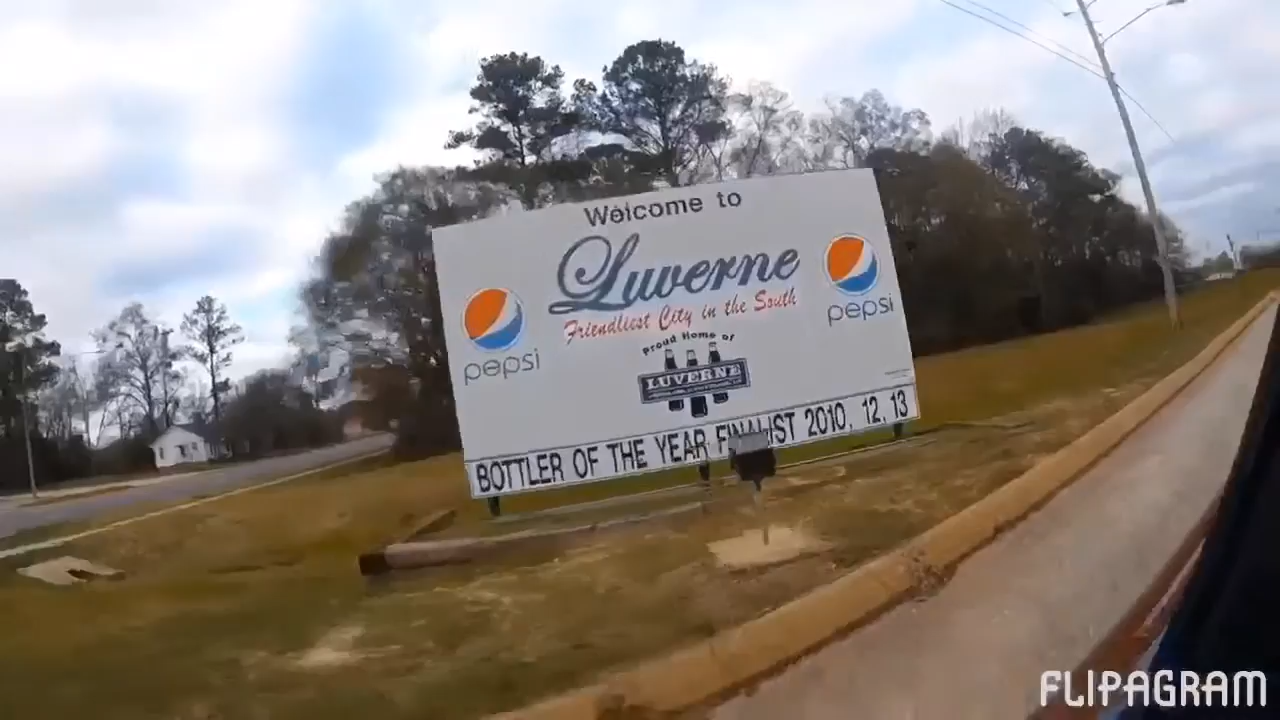 Welcome to
Luverne
Friendliest City in the South
Proud Home of
LUVERNE
pepsi
pepsi
BOTTLER OF THE YEAR FINALIST 2010, 12, 13
FLIPAGRAM